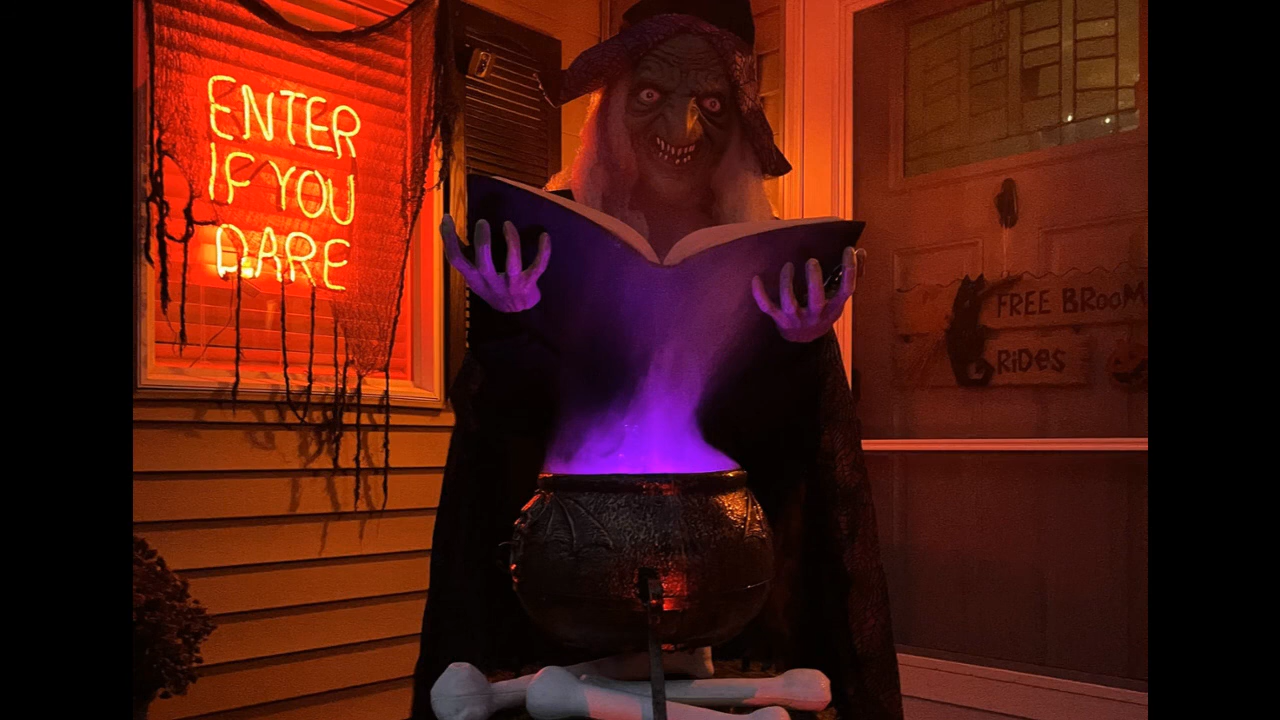 ENTER
IF YOU
DARE
FREE BROOM
RIDES